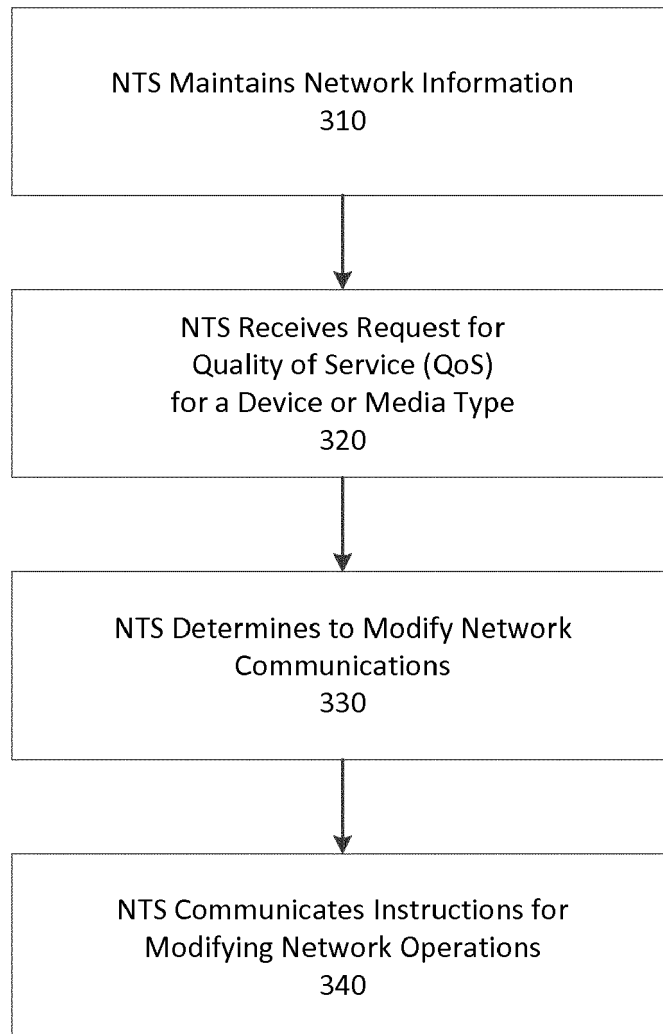 NTS Maintains Network Information
310
NTS Receives Request for
Quality of Service (QoS)
for a Device or Media Type
320
NTS Determines to Modify Network
Communications
330
NTS Communicates Instructions for
Modifying Network Operations
340